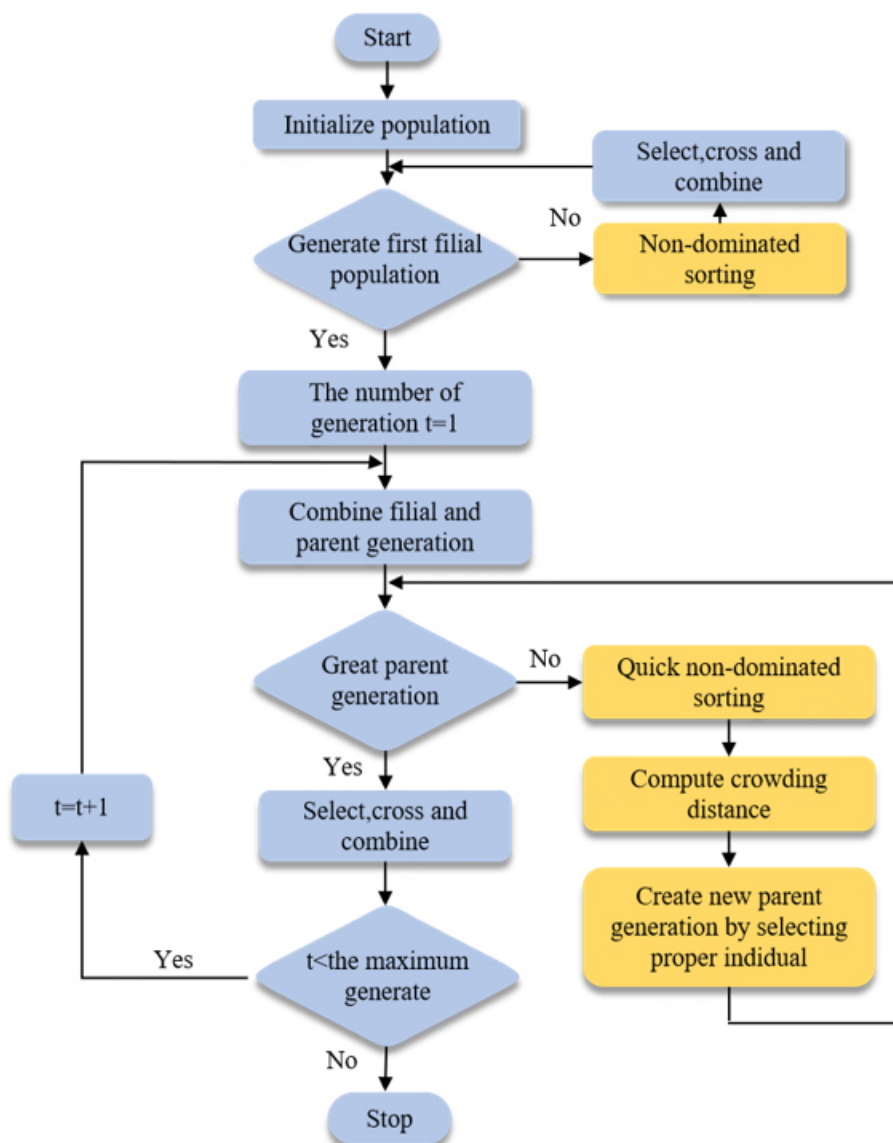 Start
Initialize population
Select,cross and
combine
Generate first filial
population
No
Non-dominated
sorting
Yes
The number of
generation t=1
Combine filial and
parent generation
Great parent
generation
No
Quick non-dominated
sorting
Yes
Compute crowding
distance
t=t+1
Select,cross and
combine
Create new parent
generation by selecting
proper indidual
t<the maximum
generate
Yes
No
Stop